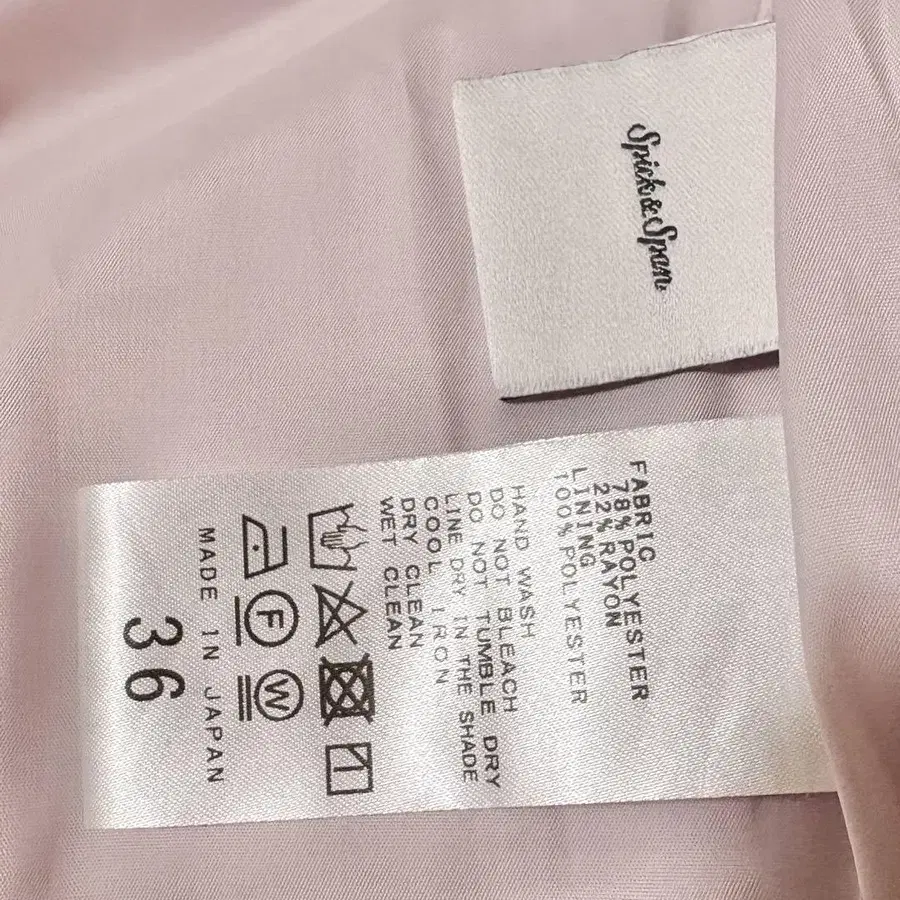 Spick & Span
FABRIC
78% POLYESTER
22% RAYON
LINING
100% POLYESTER
HAND WASH
DO NOT BLEACH
DO NOT TUMBLE DRY
LINE DRY IN THE SHADE
COOL IRON
DRY CLEAN
WET CLEAN
F W
MADE IN JAPAN
36